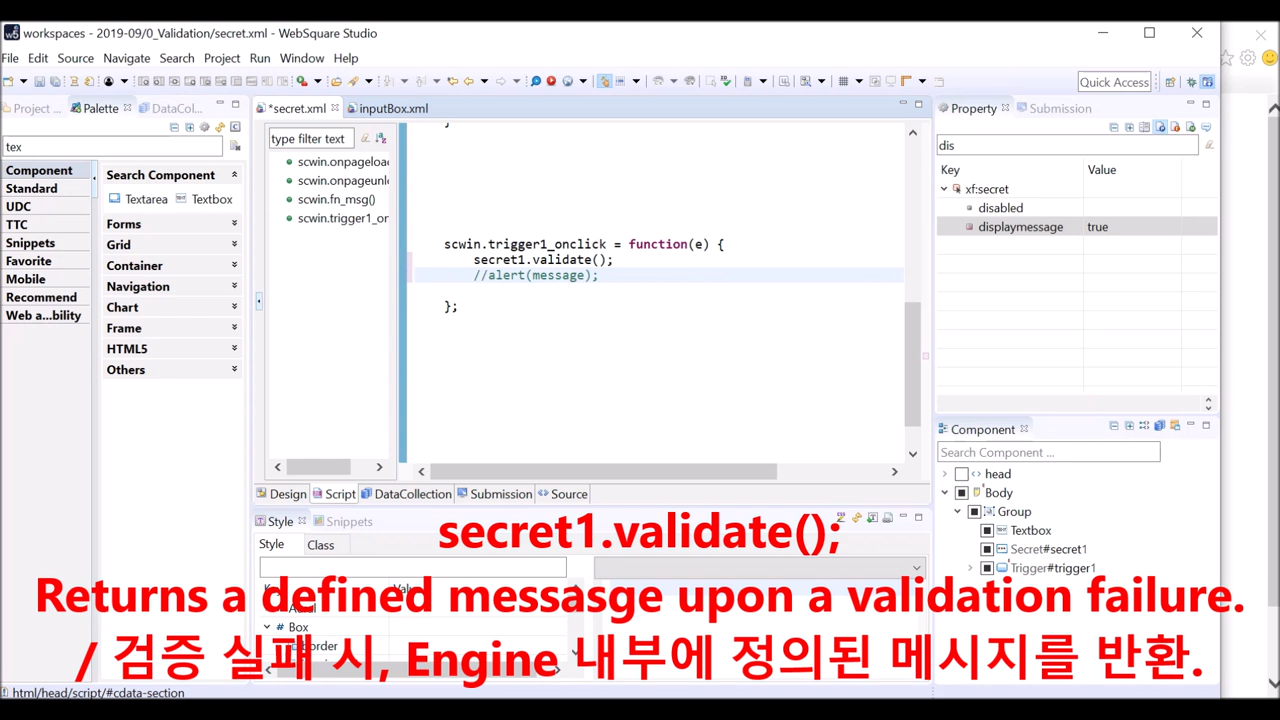 workspaces - 2019-09/0_Validation/secret.xml - WebSquare Studio
File Edit Source Navigate Search Project Run Window Help
Quick Access
Project ... Palette DataCol...
*secret.xml inputBox.xml
Property Submission
tex
type filter text
dis
Component
Standard
UDC
TTC
Snippets
Favorite
Mobile
Web a...bility
Search Component
Textarea Textbox
Forms
Grid
Container
Navigation
Chart
Frame
HTML5
Others
scwin.onpageloa
scwin.onpageunl
scwin.fn_msg()
scwin.trigger1_or
}
scwin.trigger1_onclick = function(e) {
secret1.validate();
//alert(message);
};
Key Value
xf:secret
disabled
displaymessage true
Component
Search Component ...
head
Body
Group
Textbox
Secret#secret1
Trigger#trigger1
Design Script DataCollection Submission Source
Style Snippets
Style Class
Box
border
secret1.validate();
Returns a defined messasge upon a validation failure.
/ 검증 실패 시, Engine 내부에 정의된 메시지를 반환.
html/head/script/#cdata-section